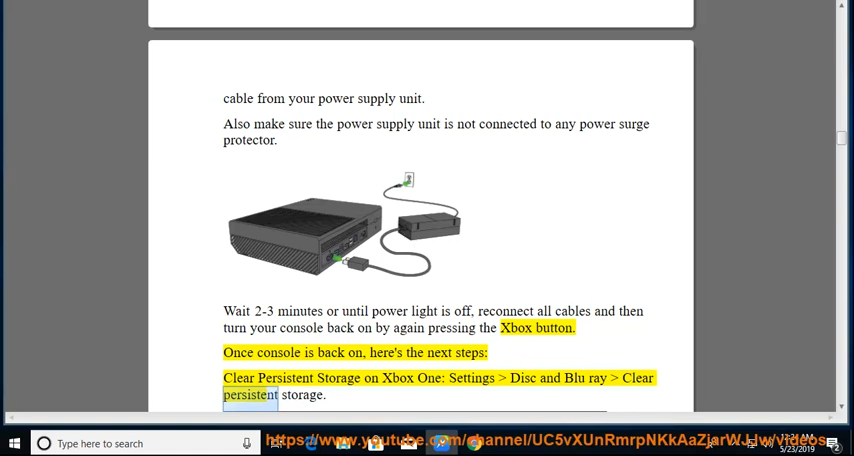 cable from your power supply unit.
Also make sure the power supply unit is not connected to any power surge
protector.
Wait 2-3 minutes or until power light is off, reconnect all cables and then
turn your console back on by again pressing the Xbox button.
Once console is back on, here's the next steps:
Clear Persistent Storage on Xbox One: Settings > Disc and Blu ray > Clear
persistent storage.
Type here to search
https://www.youtube.com/channel/UC5vXUnRmrpNKkAaZjarWJJw/videos
5/23/2019
2